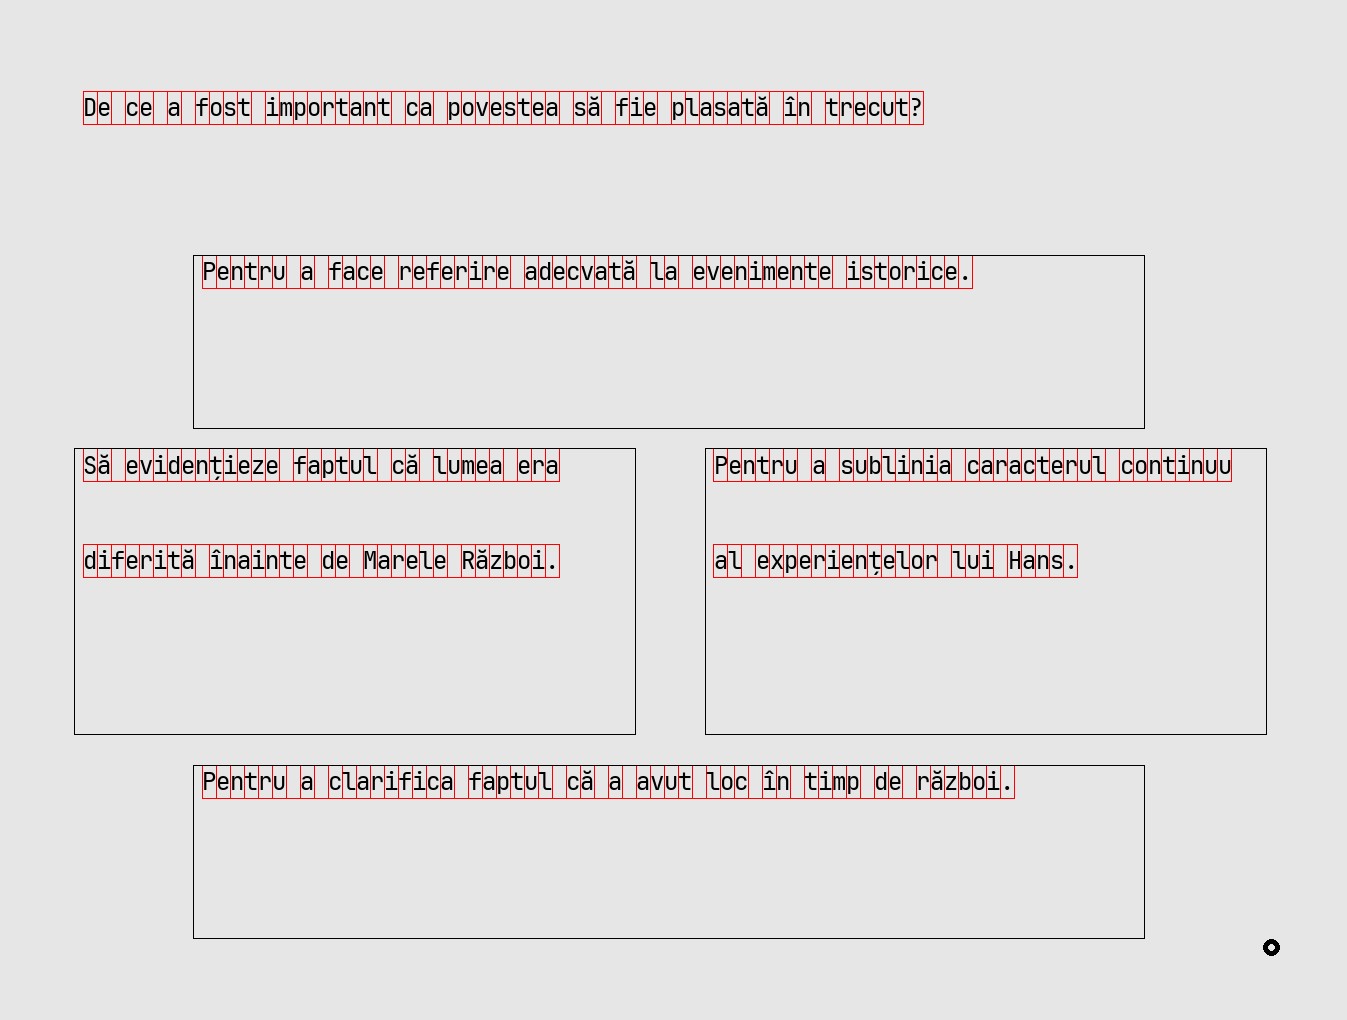 De ce a fost important ca povestea să fie plasată în trecut?
Pentru a face referire adecvată la evenimente istorice.
Să evidențieze faptul că lumea era
diferită înainte de Marele Război.
Pentru a sublinia caracterul continuu
al experiențelor lui Hans.
Pentru a clarifica faptul că a avut loc în timp de război.